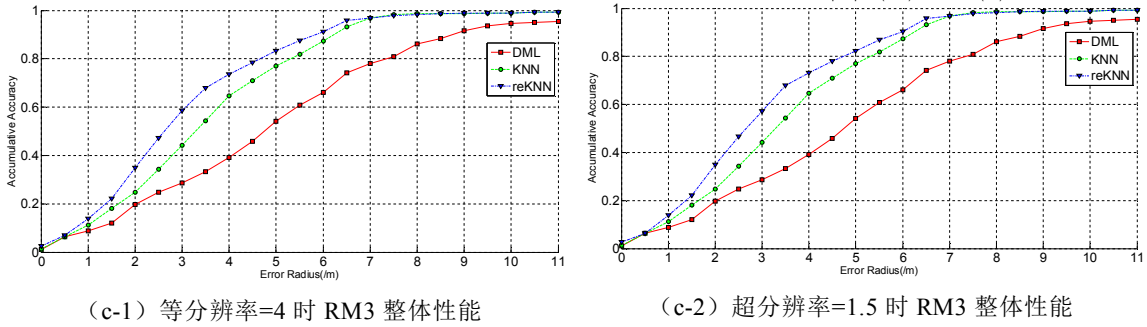 1
0.8
0.6
0.4
0.2
0
Accumulative Accuracy
DML
KNN
reKNN
0 1 2 3 4 5 6 7 8 9 10 11
Error Radius(/m)
(c-1)等分辨率=4 时 RM3 整体性能
1
0.8
0.6
0.4
0.2
0
Accumulative Accuracy
DML
KNN
reKNN
0 1 2 3 4 5 6 7 8 9 10 11
Error Radius(/m)
(c-2)超分辨率=1.5 时 RM3 整体性能